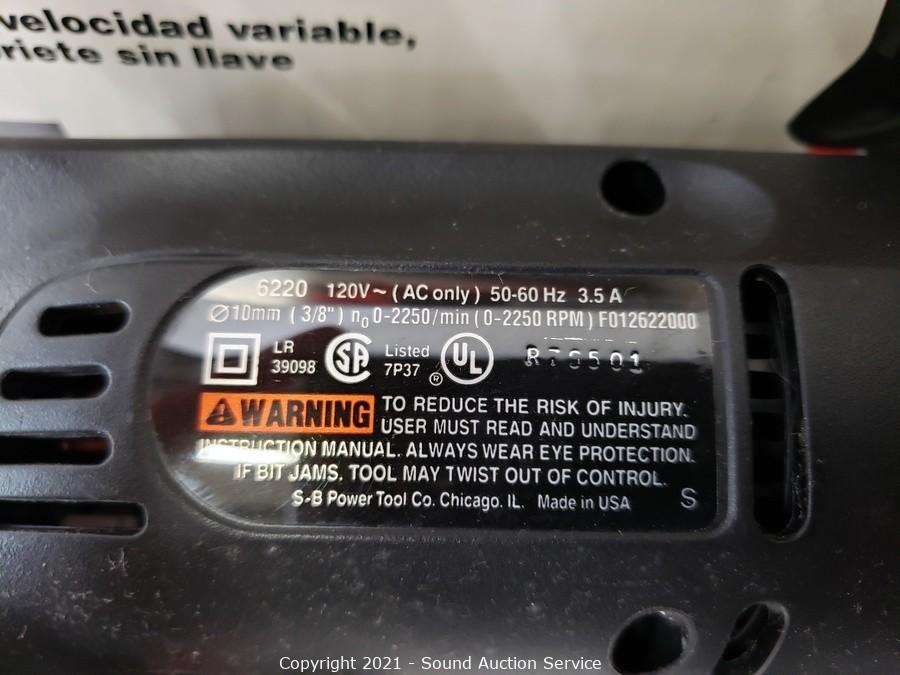 velocidad variable,
riete sin llave
6220 120V~ (AC only) 50-60 Hz 3.5 A
Ø10mm (3/8") n0 0-2250/min (0-2250 RPM) F012622000
LR
39098
SA
Listed
7P37
®
UL
WARNING TO REDUCE THE RISK OF INJURY.
USER MUST READ AND UNDERSTAND
INSTRUCTION MANUAL. ALWAYS WEAR EYE PROTECTION.
IF BIT JAMS. TOOL MAY TWIST OUT OF CONTROL.
S-B Power Tool Co. Chicago. IL. Made in USA S
Copyright 2021 - Sound Auction Service